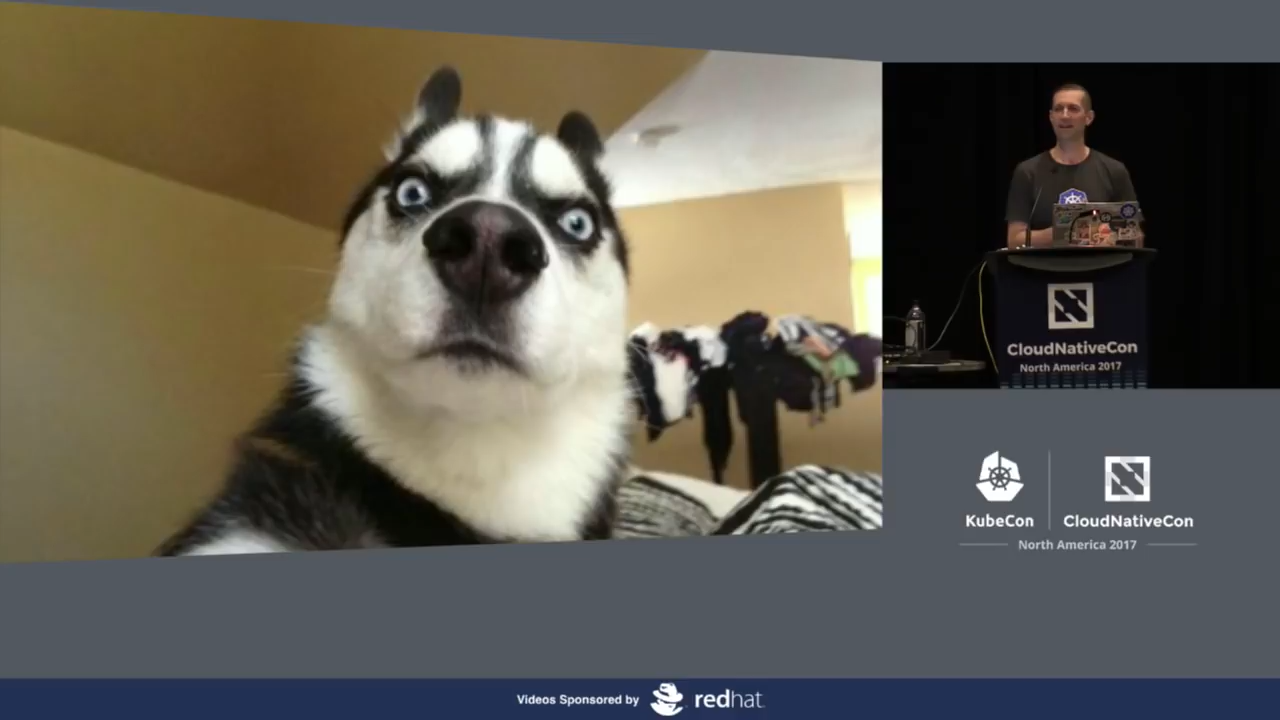 CloudNativeCon
North America 2017
KubeCon
CloudNativeCon
North America 2017
Videos Sponsored by
redhat